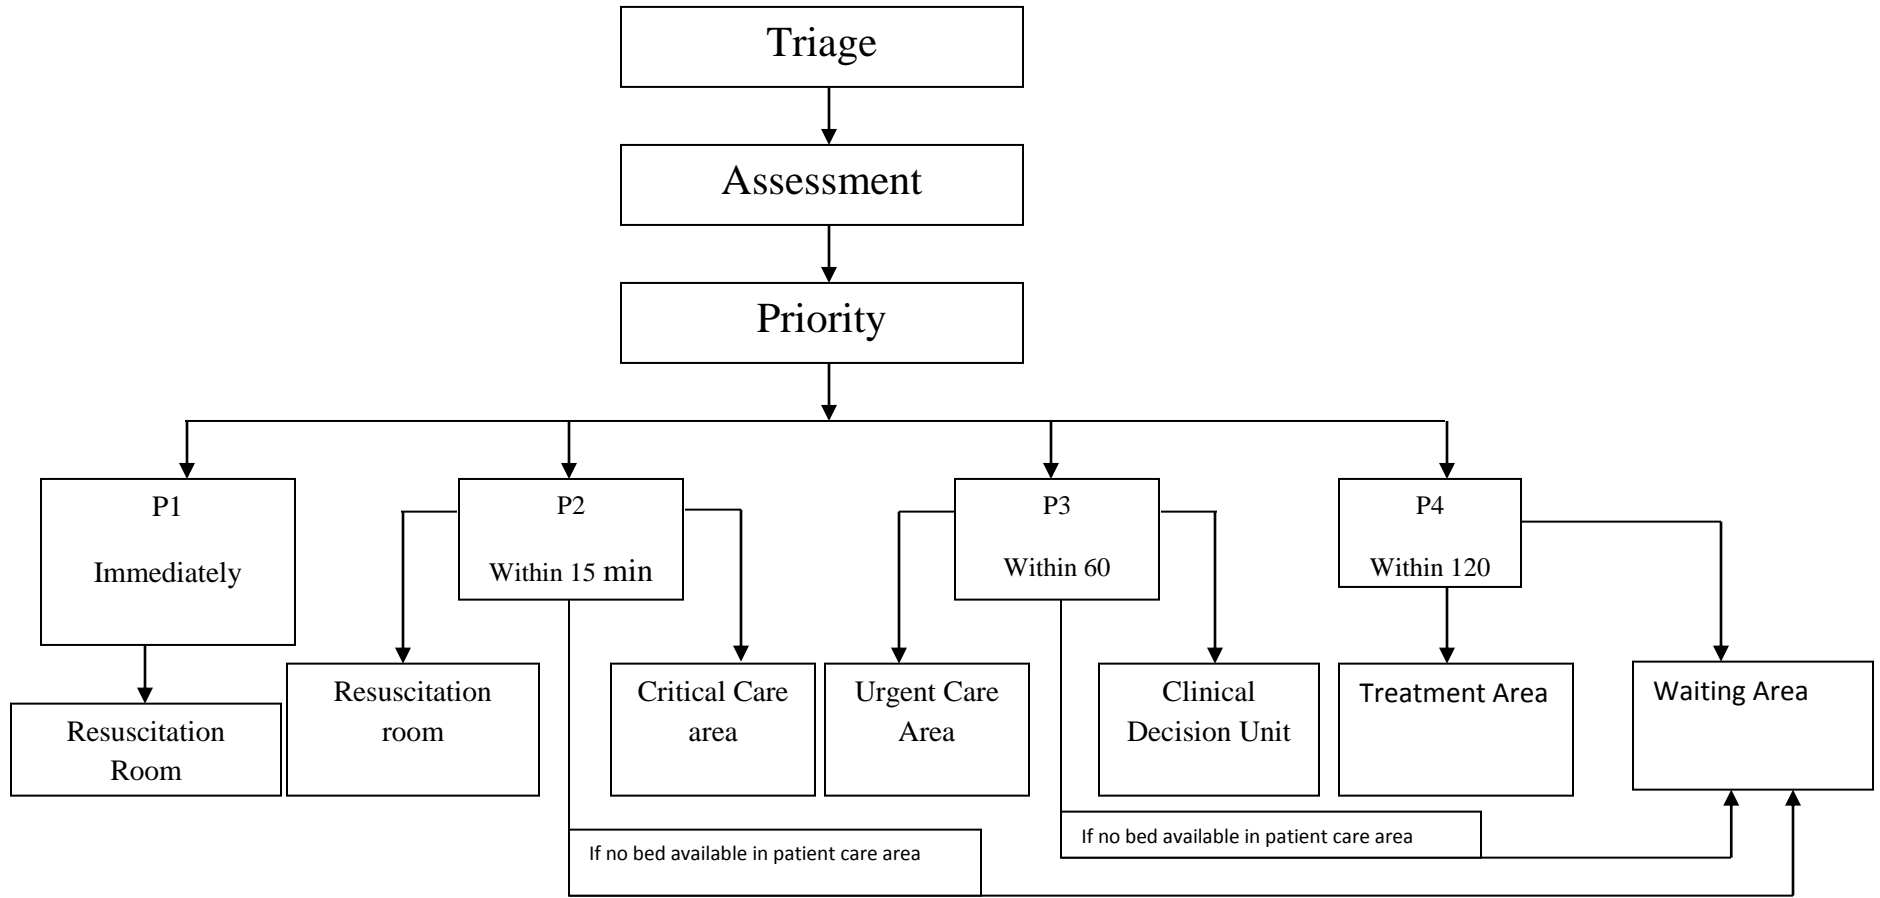 Triage
Assessment
Priority
P1
Immediately
P2
Within 15 min
P3
Within 60
P4
Within 120
Resuscitation
Room
Resuscitation
room
Critical Care
area
Urgent Care
Area
Clinical
Decision Unit
Treatment Area
Waiting Area
If no bed available in patient care area
If no bed available in patient care area